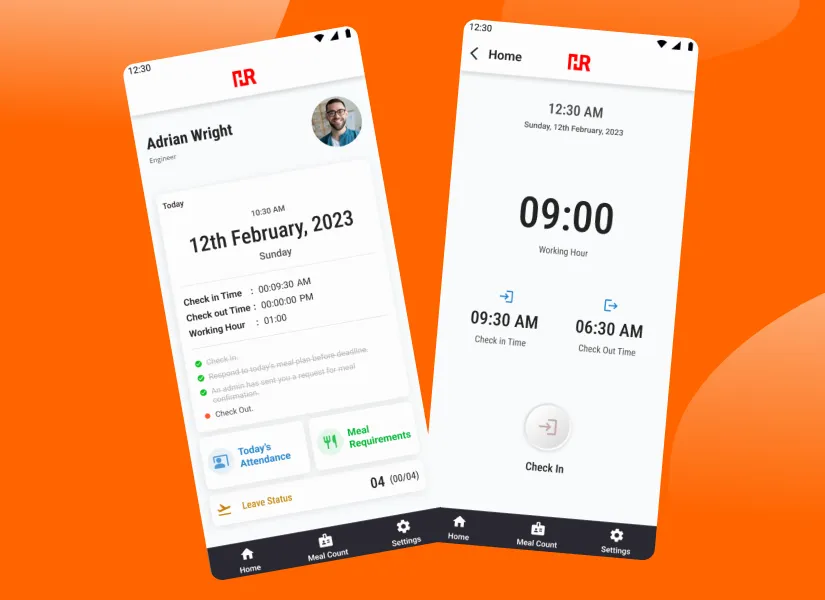 12:30
HR
Adrian Wright
Engineer
Today
10:30 AM
12th February, 2023
Sunday
Check in Time : 00:09:30 AM
Check out Time : 00:00:00 PM
Working Hour : 01:00
Check in.
Respond to today's meal plan before deadline.
An admin has sent you a request for meal
confirmation.
Check Out.
Today's
Attendance
Meal
Requirements
Leave Status
04 (00/04)
Home
Meal Count
Settings
12:30
Home
HR
12:30 AM
Sunday, 12th February, 2023
09:00
Working Hour
09:30 AM
Check in Time
06:30 AM
Check Out Time
Check In
Home
Meal Count
Settings